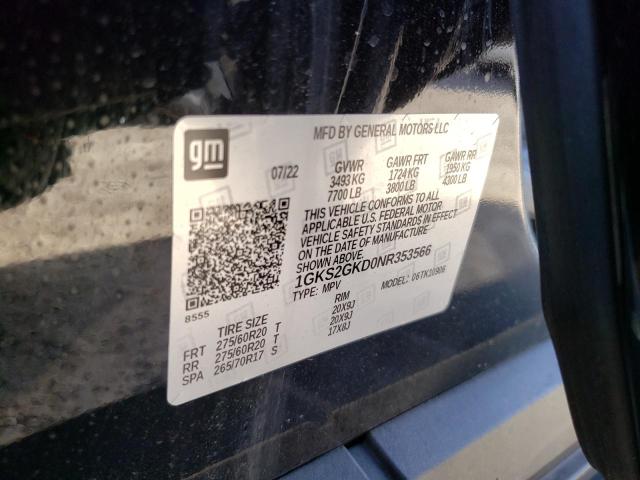 gm
MFD BY GENERAL MOTORS LLC
07/22
GVWR GAWR FRT GAWR RR
3493 KG 1724 KG 1950 KG
7700 LB 3800 LB 4300 LB
THIS VEHICLE CONFORMS TO ALL
APPLICABLE U.S. FEDERAL MOTOR
VEHICLE SAFETY STANDARDS IN EFFECT
ON THE DATE OF MANUFACTURE
SHOWN ABOVE.
1GKS2GKD0NR353566
TYPE: MPV MODEL: 06TK10906
8555
TIRE SIZE RIM
FRT 275/60R20 T 20X9J
RR 275/60R20 T 20X9J
SPA 265/70R17 S 17X8J